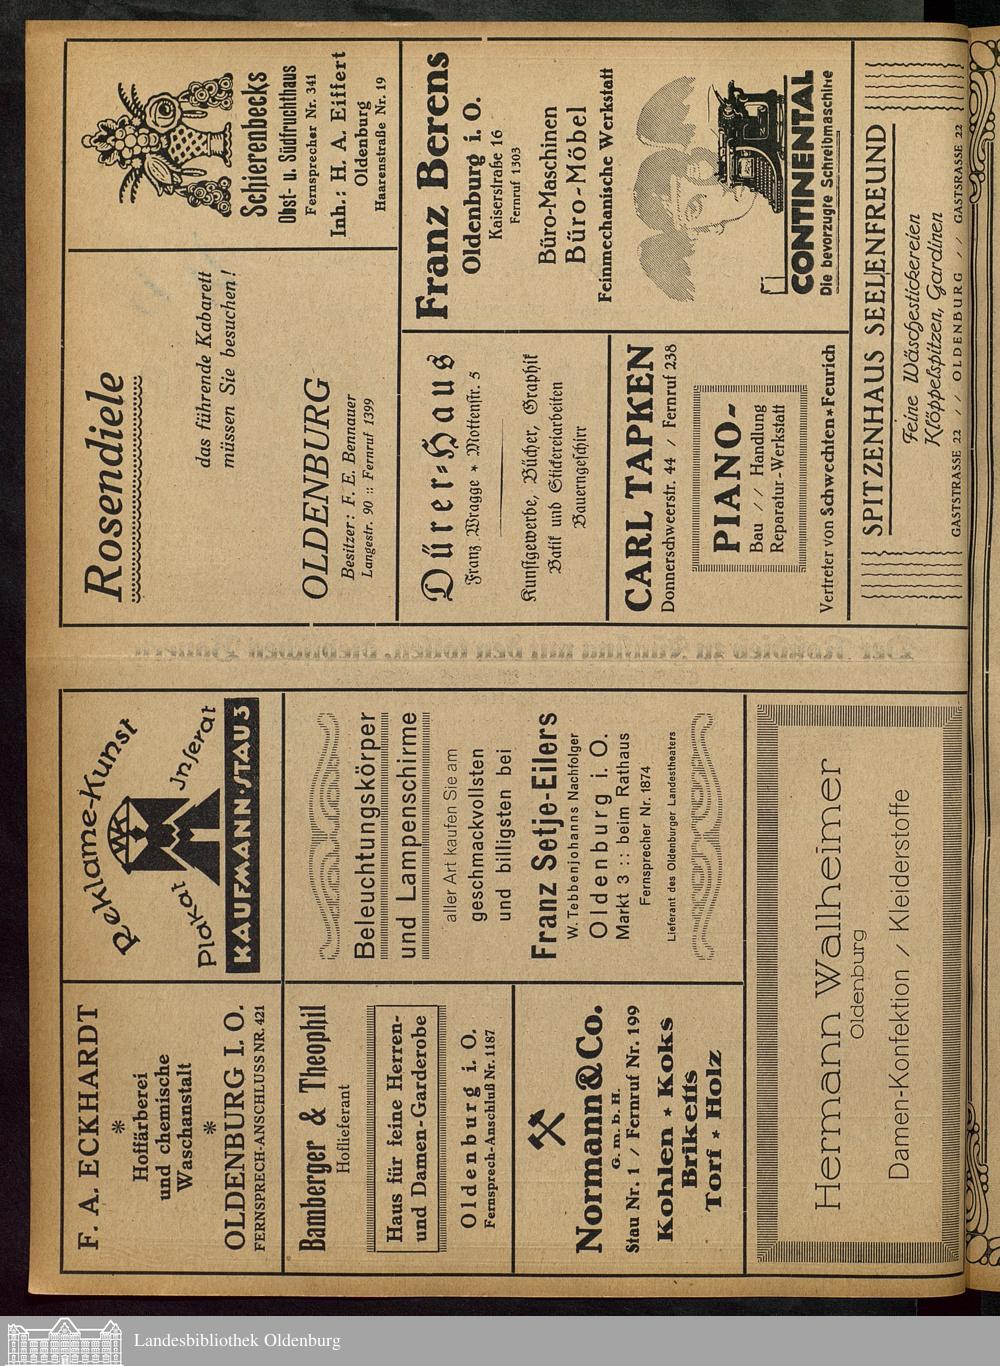 F. A. ECKHARDT
*
Hoffärberei
und chemische
Waschanstalt
*
OLDENBURG I. O.
FERNSPRECH-ANSCHLUSS NR. 421
Reklame-Kunst
WK
Plakat Inserat
KAUFMANN·STAU 3
Bamberger & Theophil
Hoflieferant
Haus für feine Herren-
und Damen-Garderobe
Oldenburg i. O.
Fernsprech-Anschluß Nr. 1187
Beleuchtungskörper
und Lampenschirme
aller Art kaufen Sie am
geschmackvollsten
und billigsten bei
Franz Setje-Eilers
W. Tebbenjohanns Nachfolger
Oldenburg i. O.
Markt 3 :: beim Rathaus
Fernsprecher Nr. 1874
Lieferant des Oldenburger Landestheaters
Normann & Co.
G. m. b. H.
Stau Nr. 1 / Fernruf Nr. 199
Kohlen * Koks
Briketts
Torf * Holz
Hermann Wallheimer
Oldenburg
Damen-Konfektion / Kleiderstoffe
Rosendiele
das führende Kabarett
müssen Sie besuchen!
OLDENBURG
Besitzer: F. E. Bennauer
Langestr. 90 :: Fernruf 1399
Schierenbecks
Obst- u. Südfruchthaus
Fernsprecher Nr. 341
Inh.: H. A. Eiffert
Oldenburg
Haarenstraße Nr. 19
Dürer-Haus
Franz Wragge * Mottenstr. 5
Kunstgewerbe, Bücher, Graphik
Batik und Stickereiarbeiten
Bauerngeschirr
Franz Berens
Oldenburg i. O.
Kaiserstraße 16
Fernruf 1303
Büro-Maschinen
Büro-Möbel
Feinmechanische Werkstatt
CONTINENTAL
Die bevorzugte Schreibmaschine
CARL TAPKEN
Donnerschweerstr. 44 / Fernruf 238
PIANO-
Bau // Handlung
Reparatur-Werkstatt
Vertreter von Schwechten * Feurich
SPITZENHAUS SEELENFREUND
Feine Wäschestickereien
Klöppelspitzen, Gardinen
GASTSTRASSE 22 // OLDENBURG // GASTSRASSE 22
Landesbibliothek Oldenburg